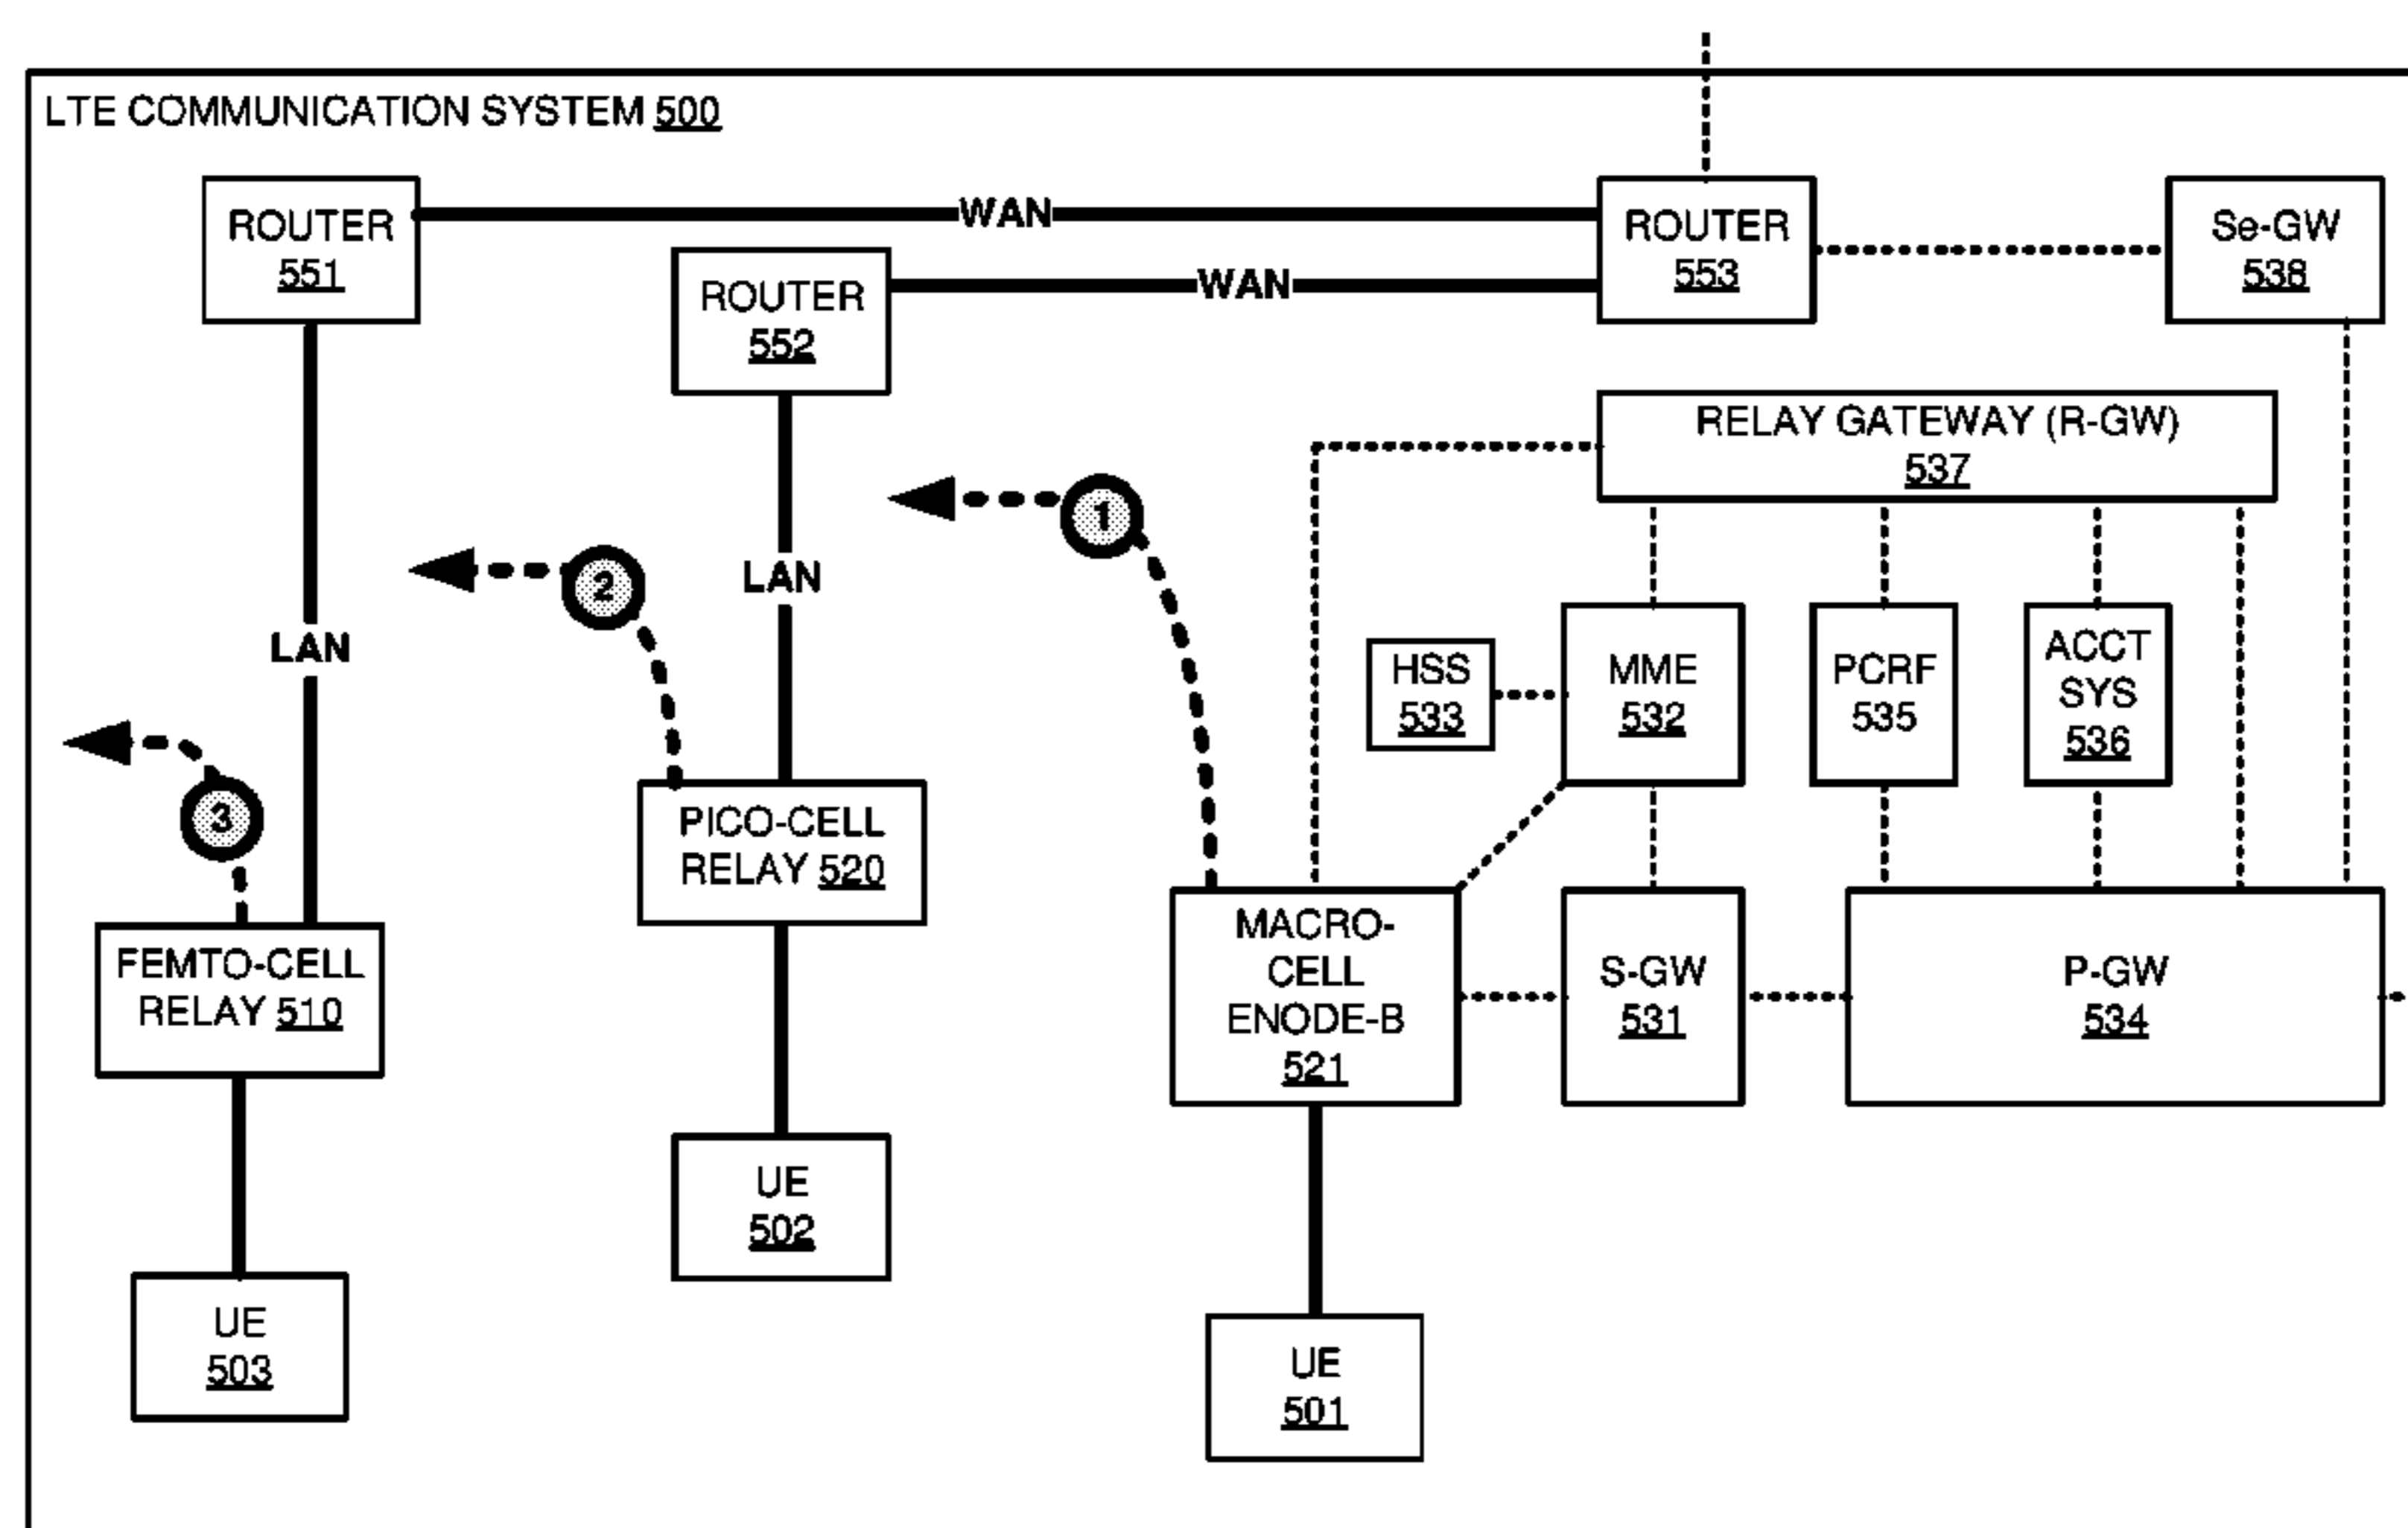 LTE COMMUNICATION SYSTEM 500
ROUTER
551
WAN
ROUTER
553
Se-GW
538
ROUTER
552
WAN
RELAY GATEWAY (R-GW)
537
1
2
LAN
LAN
HSS
533
MME
532
PCRF
535
ACCT
SYS
536
3
PICO-CELL
RELAY 520
FEMTO-CELL
RELAY 510
MACRO-
CELL
ENODE-B
521
S-GW
531
P-GW
534
UE
502
UE
503
UE
501